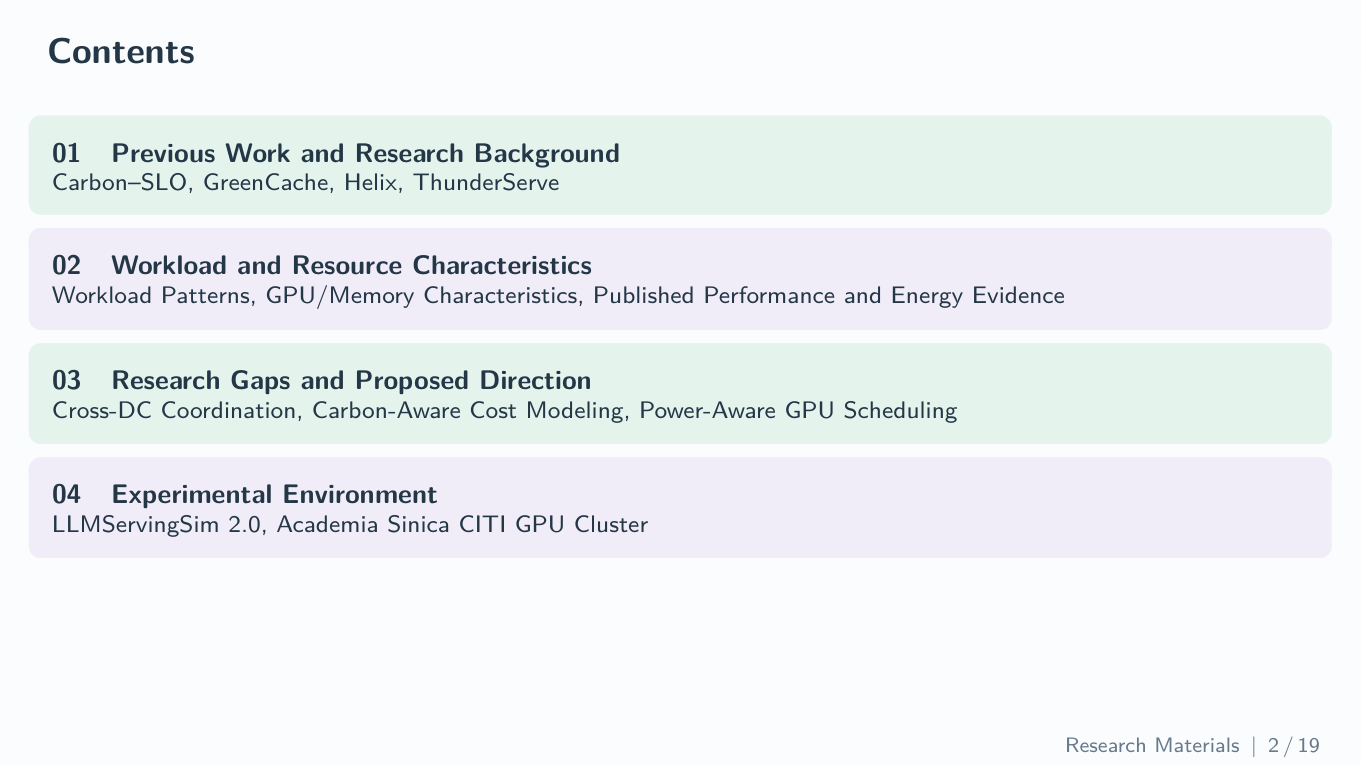 Contents
01 Previous Work and Research Background
Carbon–SLO, GreenCache, Helix, ThunderServe
02 Workload and Resource Characteristics
Workload Patterns, GPU/Memory Characteristics, Published Performance and Energy Evidence
03 Research Gaps and Proposed Direction
Cross-DC Coordination, Carbon-Aware Cost Modeling, Power-Aware GPU Scheduling
04 Experimental Environment
LLMServingSim 2.0, Academia Sinica CITI GPU Cluster
Research Materials | 2 / 19